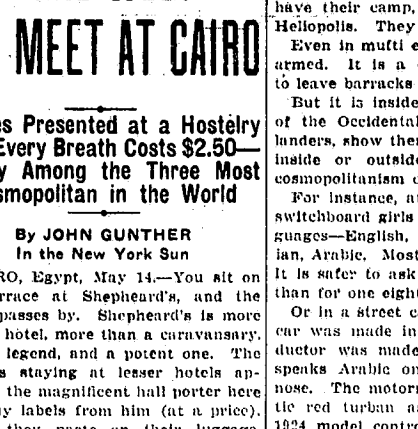 MEET AT CAIRO
es Presented at a Hostelry
Every Breath Costs $2.50—
y Among the Three Most
smopolitan in the World
By JOHN GUNTHER
In the New York Sun
RO, Egypt, May 14.—You sit on
rrace at Shepheard's, and the
passes by. Shepheard's is more
hotel, more than a caravansary.
legend, and a potent one. The
s staying at lesser hotels ap-
the magnificent hall porter here
y labels from him (at a price).
they paste on their luggage
have their camp,
Heliopolis. They
Even in mufti e
armed. It is a
to leave barracks
But it is inside
of the Occidental
landers, show ther
inside or outside
cosmopolitanism o
For instance, at
switchboard girls
guages—English,
ian, Arabic. Most
It is safer to ask
than for one eight
Or in a street c
car was made in
ductor was made
speaks Arabic on
nose. The motorm
tic red turban a
1924 model contr